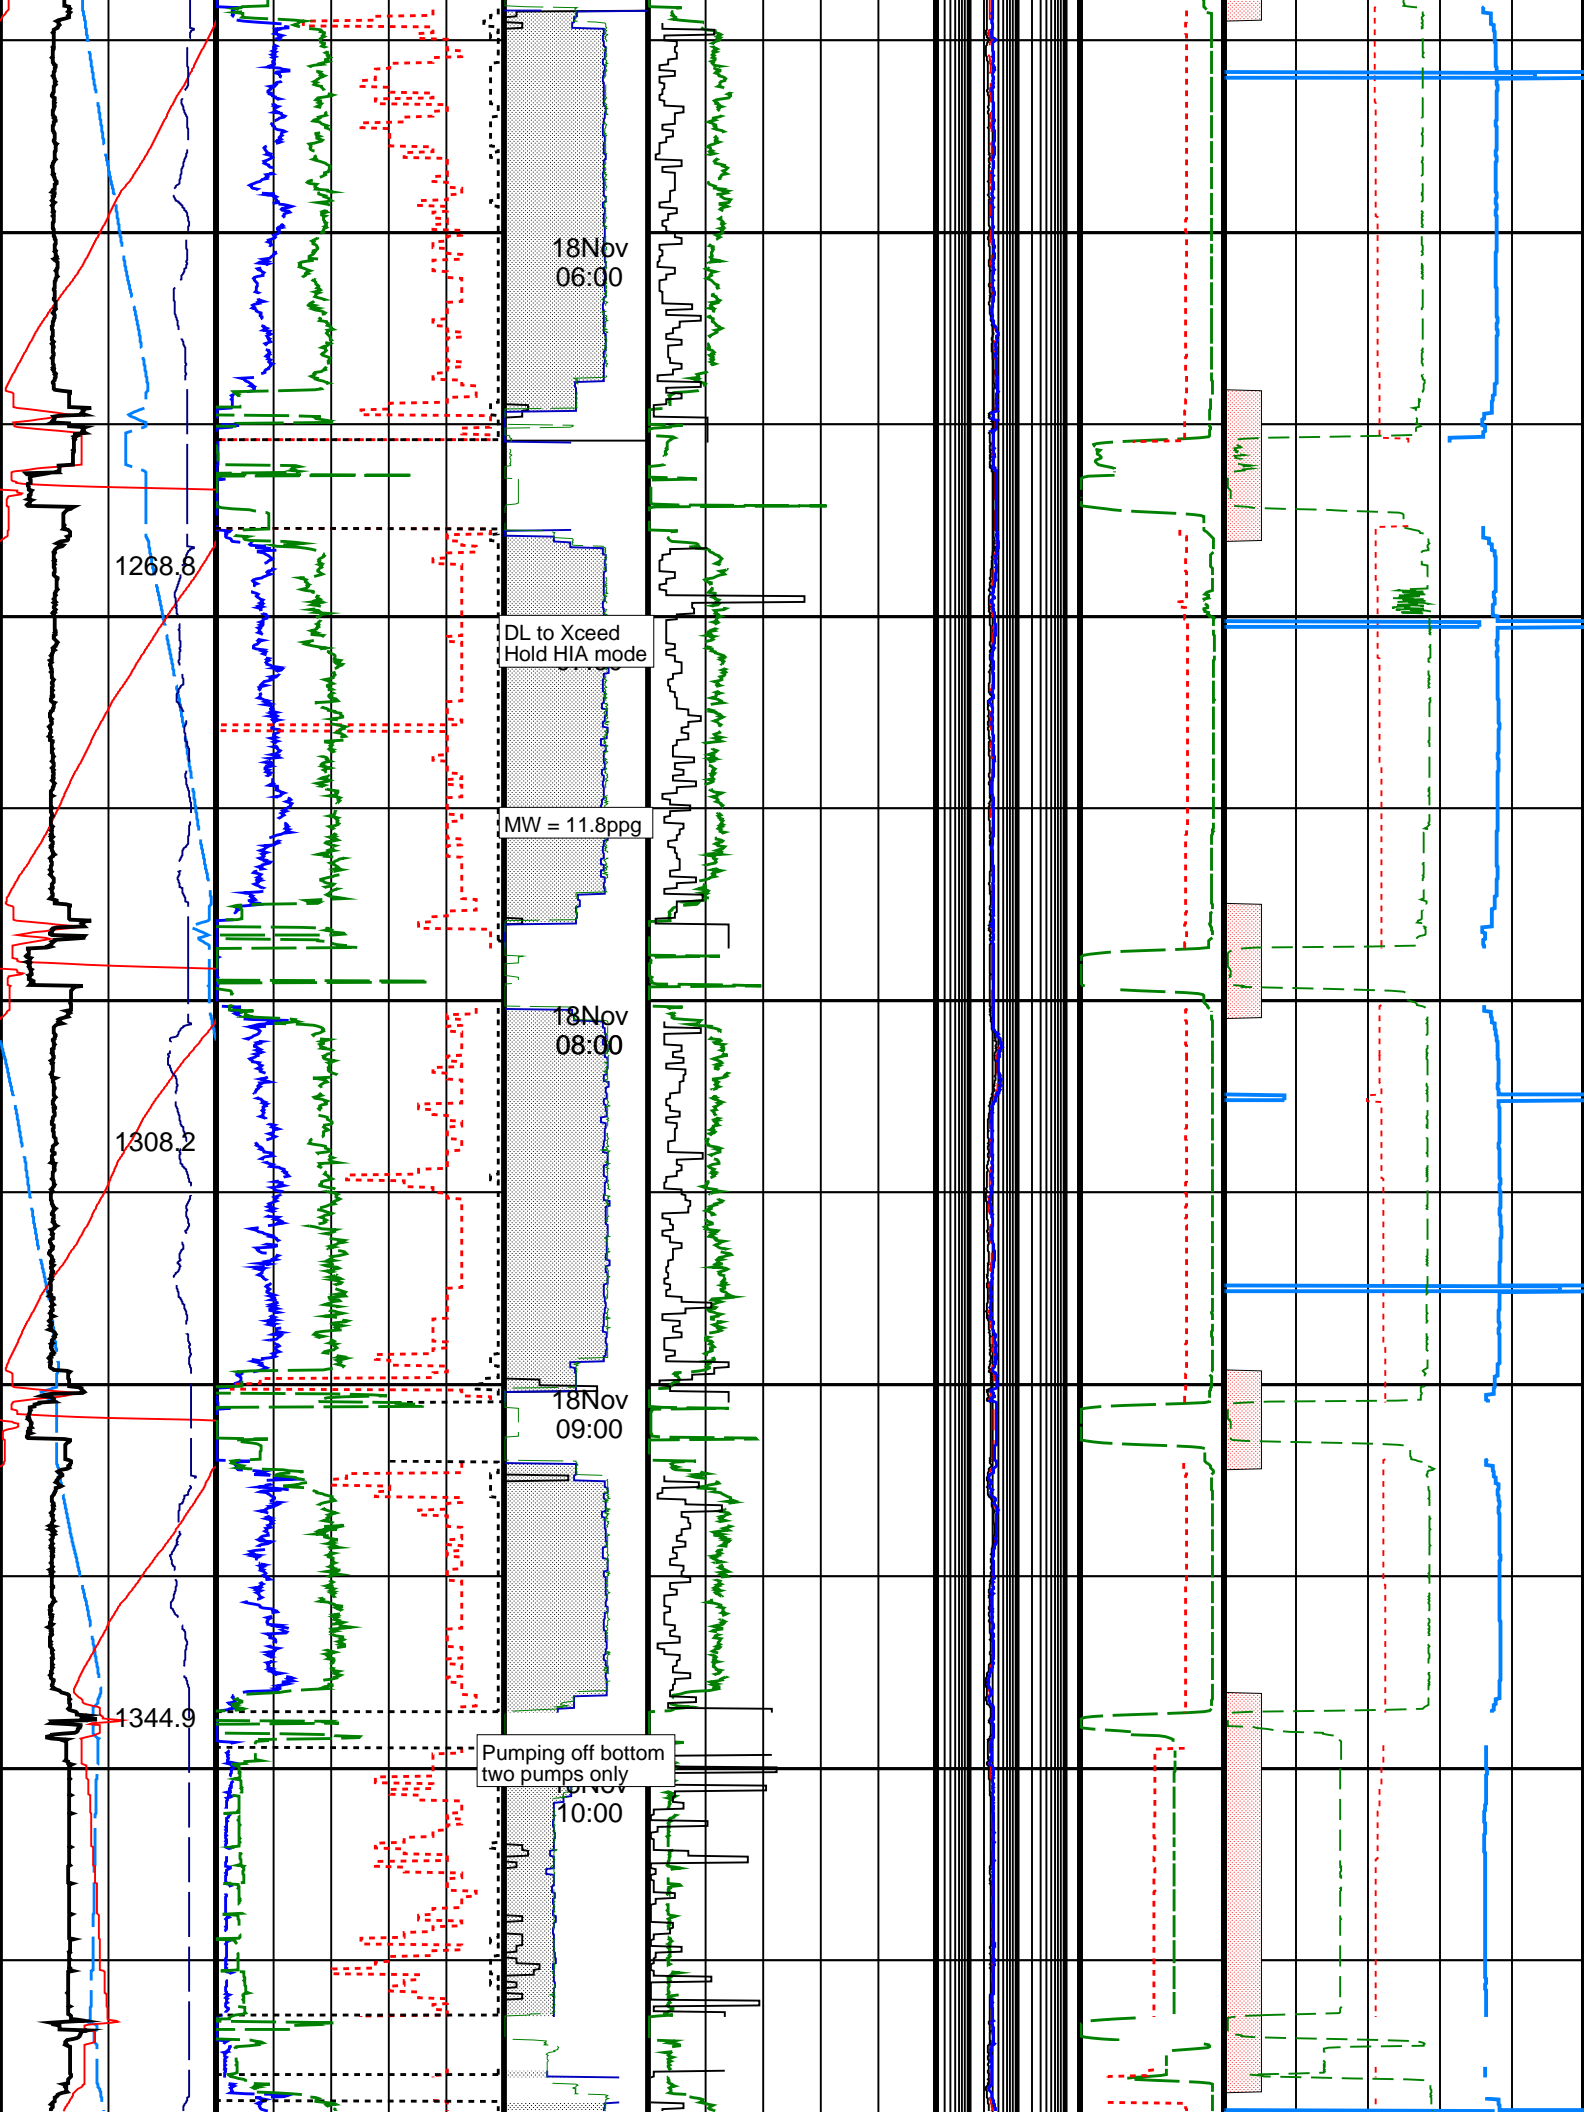 18Nov
06:00
1268.8
DL to Xceed
Hold HIA mode
MW = 11.8ppg
18Nov
08:00
1308.2
18Nov
09:00
1344.9
Pumping off bottom
two pumps only
10:00